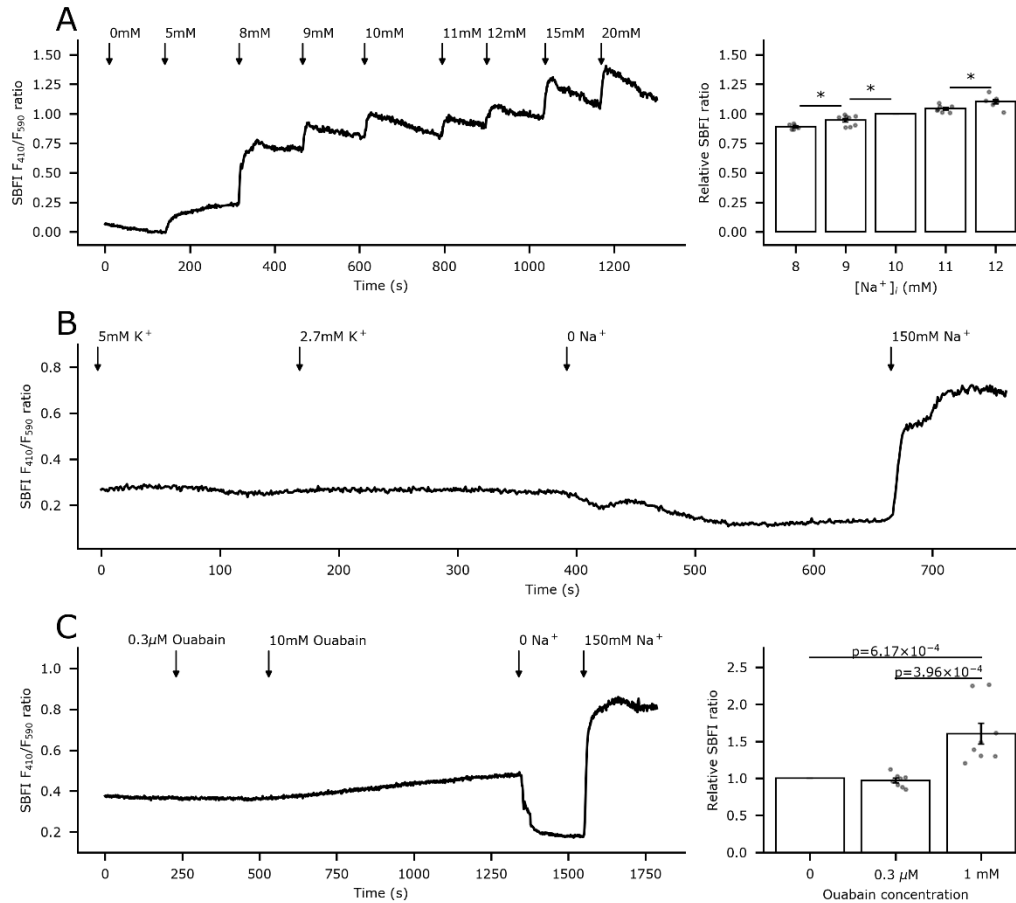 A
0mM 5mM 8mM 9mM 10mM 11mM 12mM 15mM 20mM
SBFI F₄₁₀/F₅₉₀ ratio
1.50
1.25
1.00
0.75
0.50
0.25
0.00
0 200 400 600 800 1000 1200
Time (s)
Relative SBFI ratio
1.50
1.25
1.00
0.75
0.50
0.25
0.0
* * *
8 9 10 11 12
[Na⁺]ᵢ (mM)
B
5mM K⁺ 2.7mM K⁺ 0 Na⁺ 150mM Na⁺
SBFI F₄₁₀/F₅₉₀ ratio
0.8
0.6
0.4
0.2
0 100 200 300 400 500 600 700
Time (s)
C
0.3μM Ouabain 10mM Ouabain 0 Na⁺ 150mM Na⁺
SBFI F₄₁₀/F₅₉₀ ratio
1.0
0.8
0.6
0.4
0.2
0 250 500 750 1000 1250 1500 1750
Time (s)
Relative SBFI ratio
2.5
2.0
1.5
1.0
0.5
0.0
p=6.17×10⁻⁴
p=3.96×10⁻⁴
0 0.3 μM 1 mM
Ouabain concentration